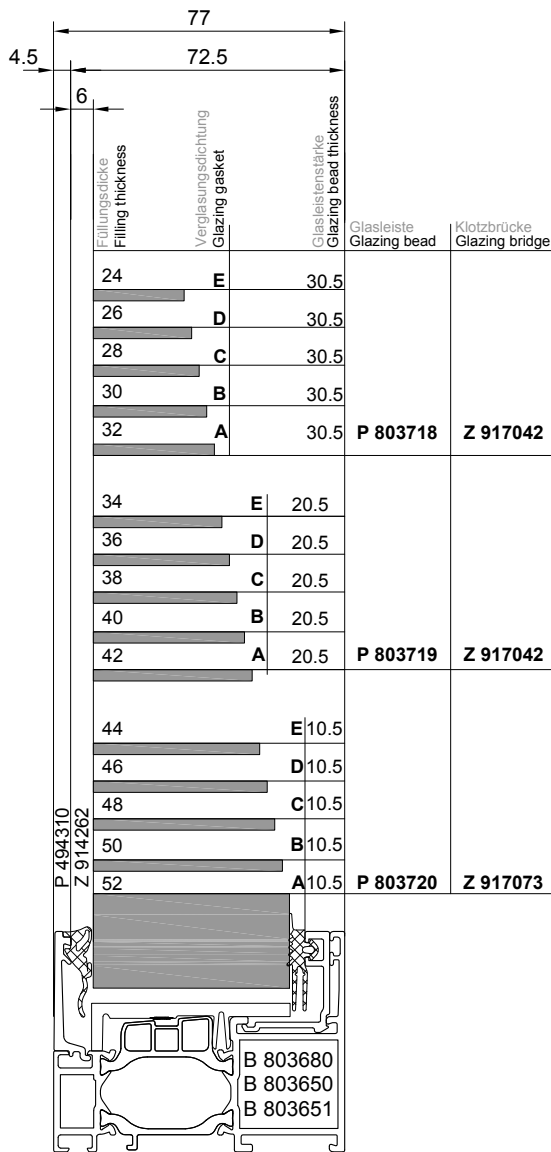 77
4.5 72.5
6
Füllungsdicke
Filling thickness
Verglasungsdichtung
Glazing gasket
Glasleistenstärke
Glazing bead thickness
Glasleiste
Glazing bead
Klotzbrücke
Glazing bridge
24 E 30.5
26 D 30.5
28 C 30.5
30 B 30.5
32 A 30.5 P 803718 Z 917042
34 E 20.5
36 D 20.5
38 C 20.5
40 B 20.5
42 A 20.5 P 803719 Z 917042
44 E 10.5
46 D 10.5
48 C 10.5
50 B 10.5
52 A 10.5 P 803720 Z 917073
P 494310
Z 914262
B 803680
B 803650
B 803651